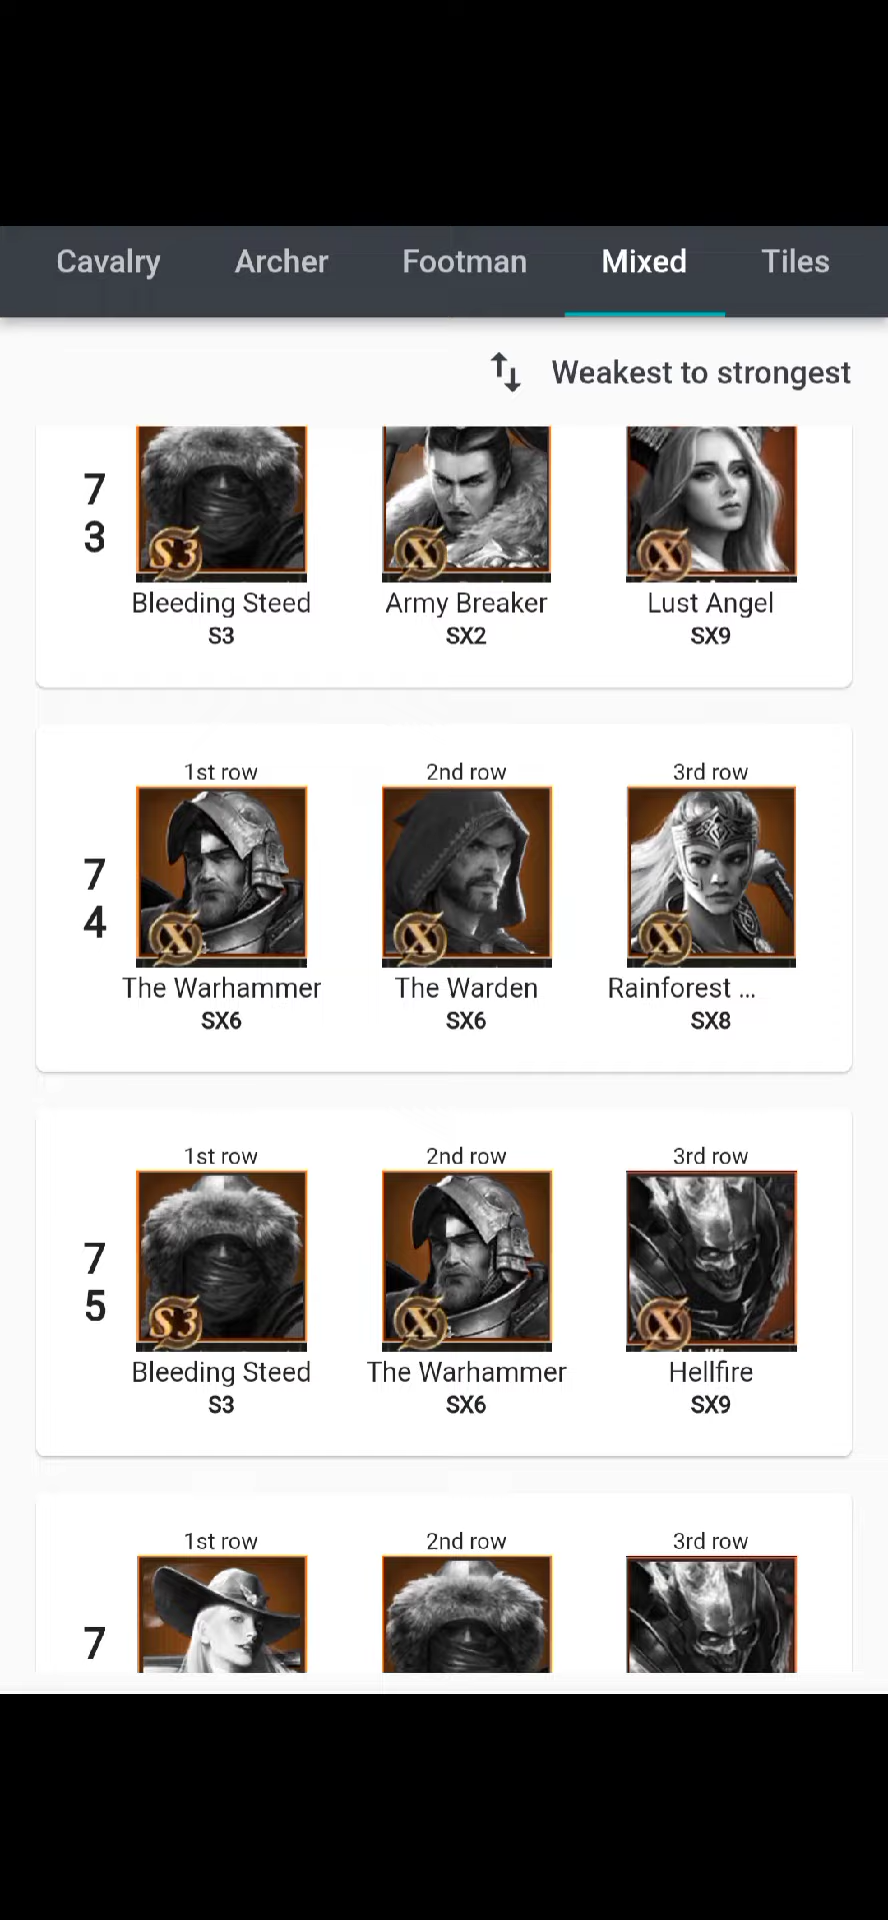 Cavalry Archer Footman Mixed Tiles
Weakest to strongest
7
3
S3 X X
Bleeding Steed Army Breaker Lust Angel
S3 SX2 SX9
1st row 2nd row 3rd row
7
4
X X X
The Warhammer The Warden Rainforest ...
SX6 SX6 SX8
1st row 2nd row 3rd row
7
5
S3 X X
Bleeding Steed The Warhammer Hellfire
S3 SX6 SX9
1st row 2nd row 3rd row
7